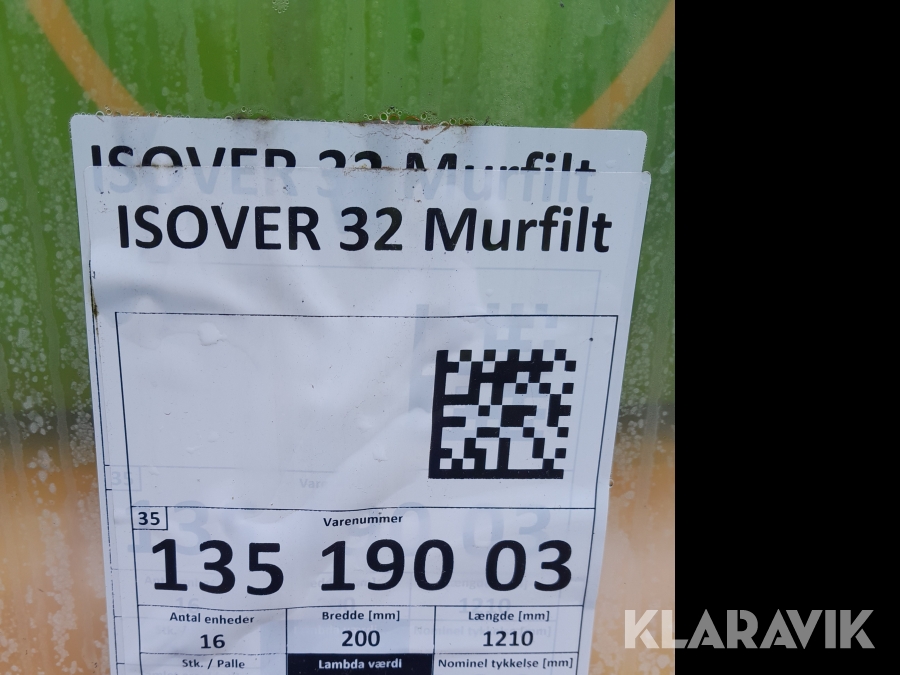 ISOVER 32 Murfilt
ISOVER 32 Murfilt
35
Varenummer
135 190 03
Antal enheder
Bredde [mm]
Længde [mm]
16
200
1210
Stk. / Palle
Lambda værdi
Nominel tykkelse [mm]
KLARAVIK